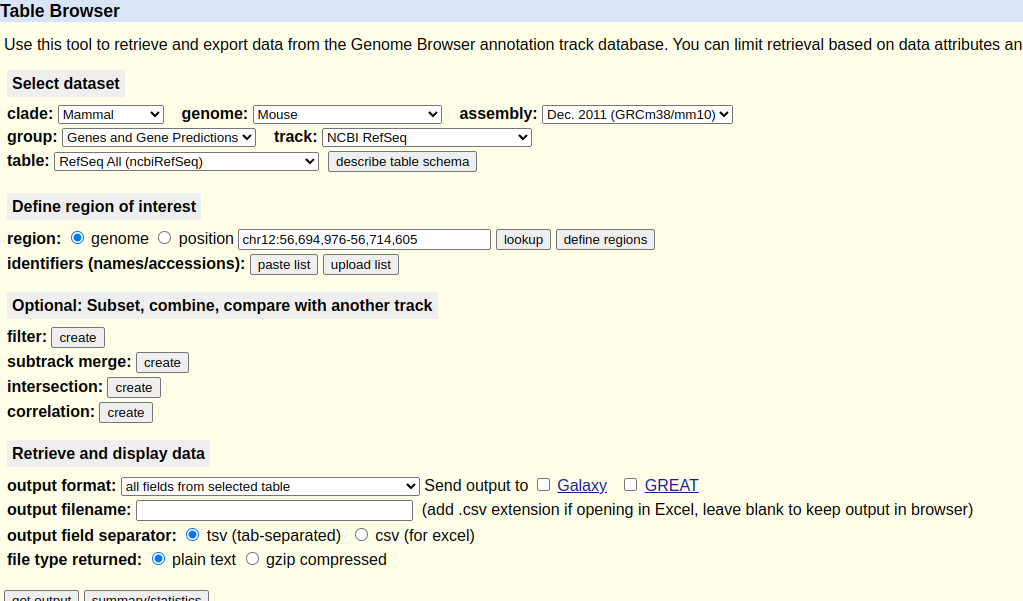 Table Browser
Use this tool to retrieve and export data from the Genome Browser annotation track database. You can limit retrieval based on data attributes an
Select dataset
clade: Mammal genome: Mouse assembly: Dec. 2011 (GRCm38/mm10)
group: Genes and Gene Predictions track: NCBI RefSeq
table: RefSeq All (ncbiRefSeq) describe table schema
Define region of interest
region: genome position chr12:56,694,976-56,714,605 lookup define regions
identifiers (names/accessions): paste list upload list
Optional: Subset, combine, compare with another track
filter: create
subtrack merge: create
intersection: create
correlation: create
Retrieve and display data
output format: all fields from selected table Send output to Galaxy GREAT
output filename: (add .csv extension if opening in Excel, leave blank to keep output in browser)
output field separator: tsv (tab-separated) csv (for excel)
file type returned: plain text gzip compressed
get output summary/statistics